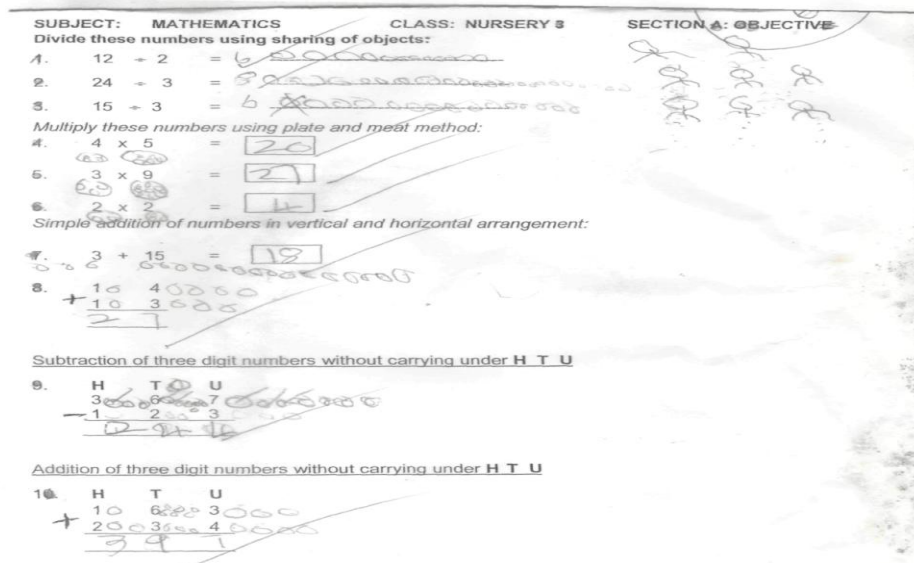 SUBJECT: MATHEMATICS CLASS: NURSERY 3 SECTION A: OBJECTIVE
Divide these numbers using sharing of objects:
1. 12 ÷ 2 = 6
2. 24 ÷ 3 = 8
3. 15 ÷ 3 =
Multiply these numbers using plate and meat method:
4. 4 x 5 = 20
5. 3 x 9 = 27
6. 2 x 2 = 4
Simple addition of numbers in vertical and horizontal arrangement:
7. 3 + 15 = 18
8. 1 4
+ 1 3
2 7
Subtraction of three digit numbers without carrying under H T U
9. H T U
3 6 7
- 1 2 3
2 4 4
Addition of three digit numbers without carrying under H T U
10. H T U
1 6 3
+ 2 3 4
3 9 7